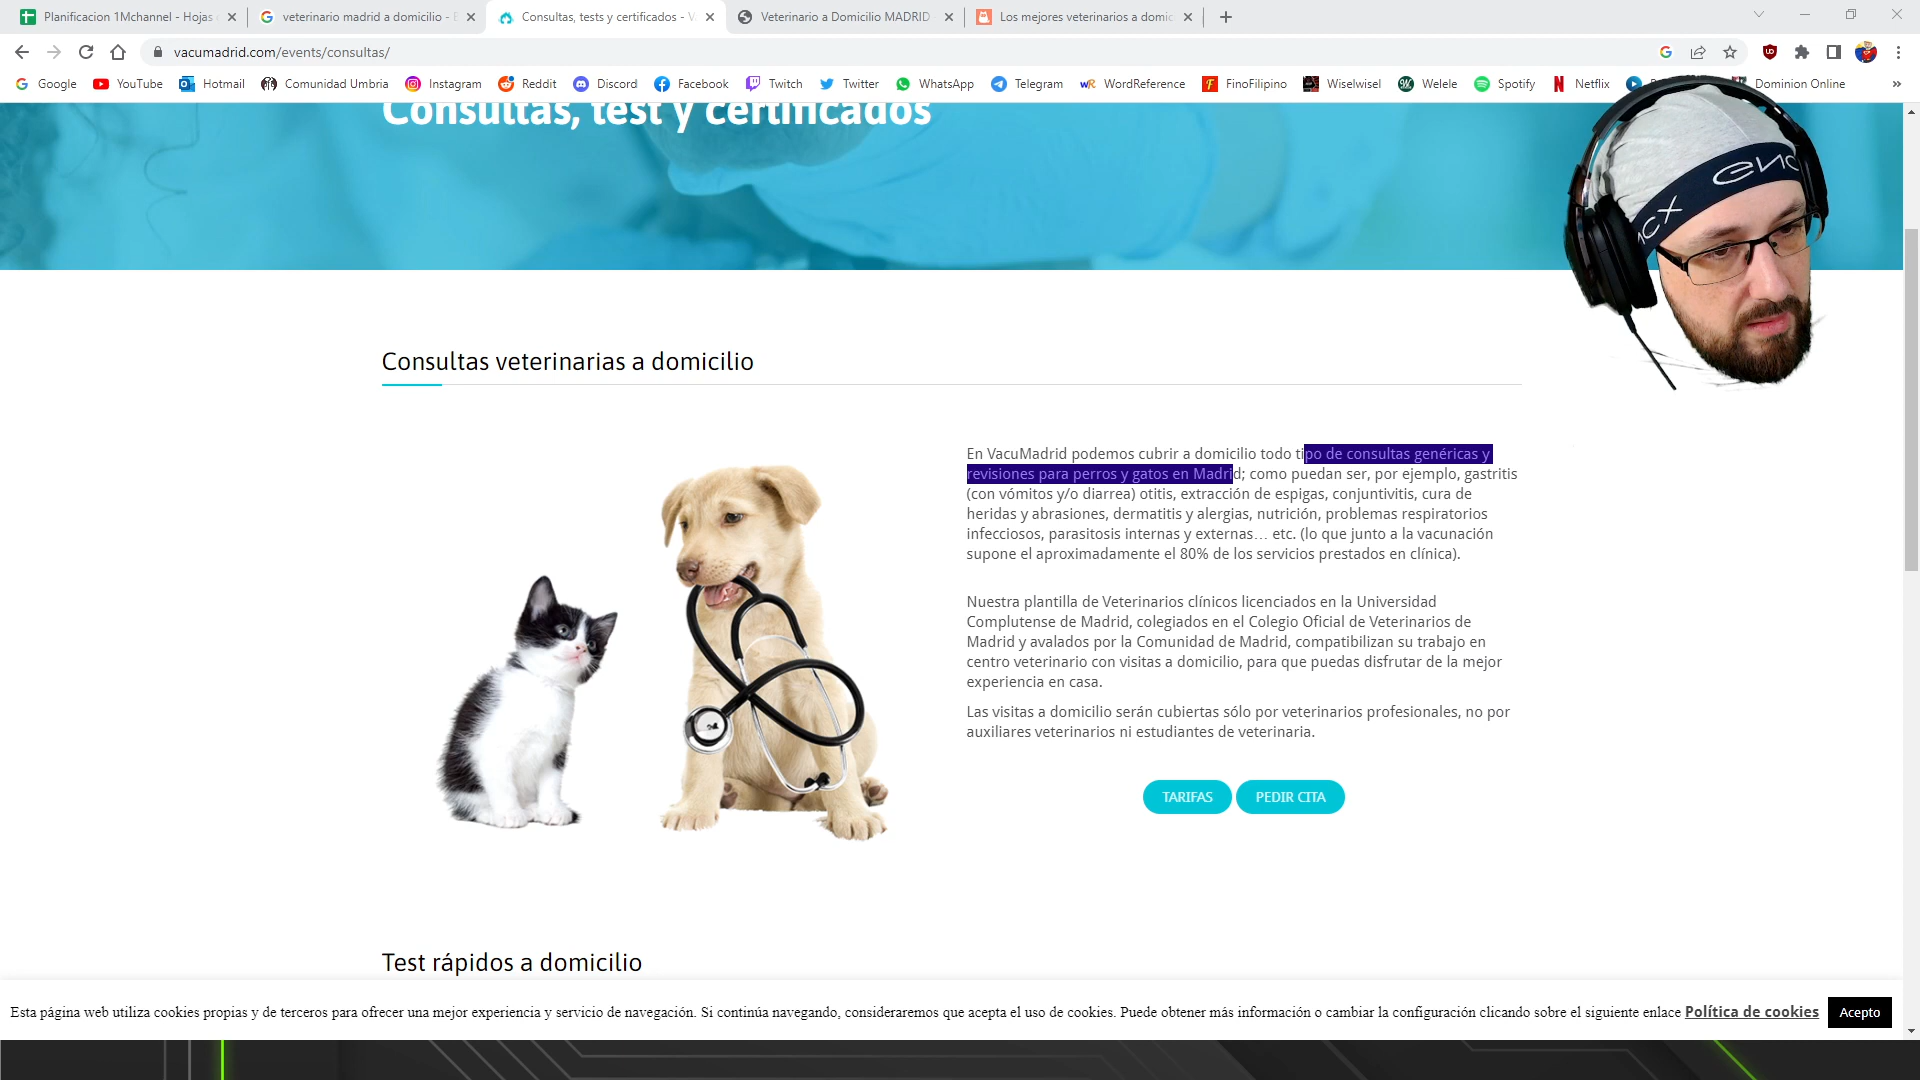 Planificacion 1Mchannel - Hojas
veterinario madrid a domicilio -
Consultas, tests y certificados -
Veterinario a Domicilio MADRID
Los mejores veterinarios a domic
vacumadrid.com/events/consultas/
Google
YouTube
Hotmail
Comunidad Umbria
Instagram
Reddit
Discord
Facebook
Twitch
Twitter
WhatsApp
Telegram
WordReference
FinoFilipino
Wiselwisel
Welele
Spotify
Netflix
Dominion Online
Consultas, test y certificados
encx
Consultas veterinarias a domicilio
En VacuMadrid podemos cubrir a domicilio todo tipo de consultas genéricas y
revisiones para perros y gatos en Madrid; como puedan ser, por ejemplo, gastritis
(con vómitos y/o diarrea) otitis, extracción de espigas, conjuntivitis, cura de
heridas y abrasiones, dermatitis y alergias, nutrición, problemas respiratorios
infecciosos, parasitosis internas y externas… etc. (lo que junto a la vacunación
supone el aproximadamente el 80% de los servicios prestados en clínica).
Nuestra plantilla de Veterinarios clínicos licenciados en la Universidad
Complutense de Madrid, colegiados en el Colegio Oficial de Veterinarios de
Madrid y avalados por la Comunidad de Madrid, compatibilizan su trabajo en
centro veterinario con visitas a domicilio, para que puedas disfrutar de la mejor
experiencia en casa.
Las visitas a domicilio serán cubiertas sólo por veterinarios profesionales, no por
auxiliares veterinarios ni estudiantes de veterinaria.
TARIFAS
PEDIR CITA
Test rápidos a domicilio
Esta página web utiliza cookies propias y de terceros para ofrecer una mejor experiencia y servicio de navegación. Si continúa navegando, consideraremos que acepta el uso de cookies. Puede obtener más información o cambiar la configuración clicando sobre el siguiente enlace Política de cookies
Acepto